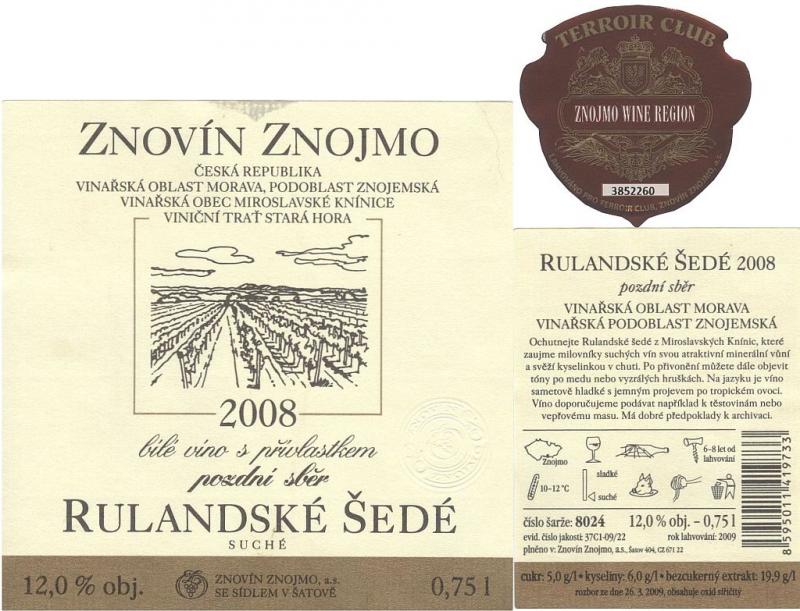 ZNOVÍN ZNOJMO
ČESKÁ REPUBLIKA
VINAŘSKÁ OBLAST MORAVA, PODOBLAST ZNOJEMSKÁ
VINAŘSKÁ OBEC MIROSLAVSKÉ KNÍNICE
VINIČNÍ TRAŤ STARÁ HORA
2008
bílé víno s přívlastkem
pozdní sběr
RULANDSKÉ ŠEDÉ
SUCHÉ
12,0 % obj.
ZNOVÍN ZNOJMO, a.s.
SE SÍDLEM V ŠATOVĚ
0,75 l
TERROIR CLUB
ZNOJMO WINE REGION
3852260
PRO TERROIR CLUB, ZNOVÍN ZNOJMO, a.s.
RULANDSKÉ ŠEDÉ 2008
pozdní sběr
VINAŘSKÁ OBLAST MORAVA
VINAŘSKÁ PODOBLAST ZNOJEMSKÁ
Ochutnejte Rulandské šedé z Miroslavských Knínic, které
zaujme milovníky suchých vín svou atraktivní minerální vůní
a svěží kyselinkou v chuti. Po přivonění můžete dále objevit
tóny po medu nebo vyzrálých hruškách. Na jazyku je víno
sametově hladké s jemným projevem po tropickém ovoci.
Víno doporučujeme podávat například k těstovinám nebo
vepřovému masu. Má dobré předpoklady k archivaci.
Znojmo
6–8 let od
lahvování
10–12 °C
sladké
suché
číslo šarže: 8024 12,0 % obj. – 0,75 l
evid. číslo jakosti: 37C1-09/22 rok lahvování: 2009
plněno v: Znovín Znojmo, a.s., Šatov 404, CZ 671 22
8595011419733
cukr: 5,0 g/l • kyseliny: 6,0 g/l • bezcukerný extrakt: 19,9 g/l
rozbor ze dne 26. 3. 2009, obsahuje oxid siřičitý